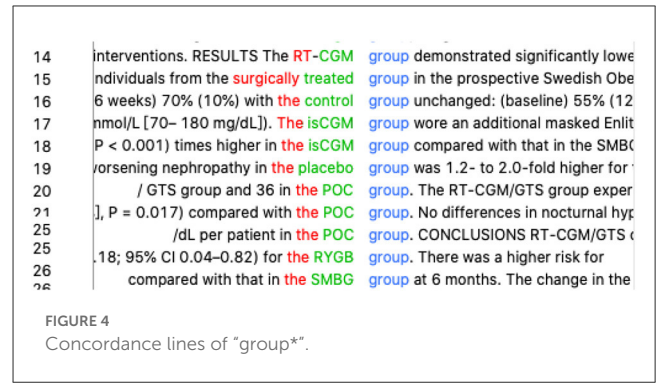 14 interventions. RESULTS The RT-CGM group demonstrated significantly lowe
15 ndividuals from the surgically treated group in the prospective Swedish Obe
16 6 weeks) 70% (10%) with the control group unchanged: (baseline) 55% (12
17 nmol/L [70– 180 mg/dL]). The isCGM group wore an additional masked Enlit
18 P < 0.001) times higher in the isCGM group compared with that in the SMBG
19 vorsening nephropathy in the placebo group was 1.2- to 2.0-fold higher for
20 / GTS group and 36 in the POC group. The RT-CGM/GTS group exper
21 ], P = 0.017) compared with the POC group. No differences in nocturnal hyp
25 /dL per patient in the POC group. CONCLUSIONS RT-CGM/GTS
25 .18; 95% CI 0.04–0.82) for the RYGB group. There was a higher risk for
26 compared with that in the SMBG group at 6 months. The change in the
26
FIGURE 4
Concordance lines of “group*”.